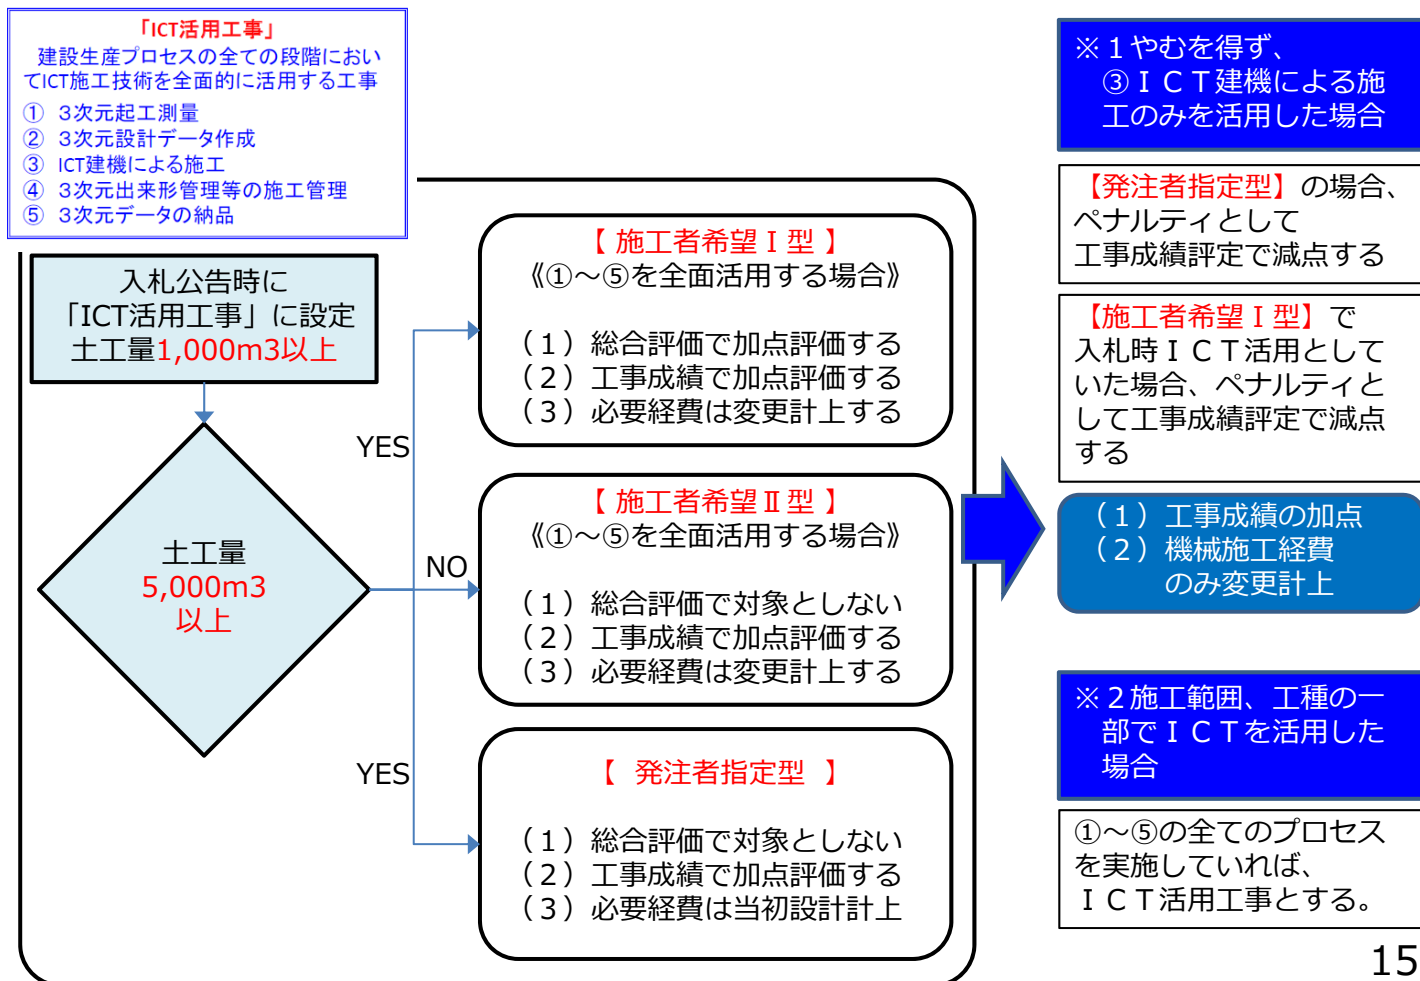 「ICT活用工事」
建設生産プロセスの全ての段階におい
てICT施工技術を全面的に活用する工事
① 3次元起工測量
② 3次元設計データ作成
③ ICT建機による施工
④ 3次元出来形管理等の施工管理
⑤ 3次元データの納品
入札公告時に
「ICT活用工事」に設定
土工量1,000m3以上
土工量
5,000m3
以上
YES
NO
YES
【 施工者希望Ⅰ型 】
《①～⑤を全面活用する場合》
（１）総合評価で加点評価する
（２）工事成績で加点評価する
（３）必要経費は変更計上する
【 施工者希望Ⅱ型 】
《①～⑤を全面活用する場合》
（１）総合評価で対象としない
（２）工事成績で加点評価する
（３）必要経費は変更計上する
【 発注者指定型 】
（１）総合評価で対象としない
（２）工事成績で加点評価する
（３）必要経費は当初設計計上
※１やむを得ず、
③ＩＣＴ建機による施
工のみを活用した場合
【発注者指定型】の場合、
ペナルティとして
工事成績評定で減点する
【施工者希望Ⅰ型】で
入札時ＩＣＴ活用として
いた場合、ペナルティと
して工事成績評定で減点
する
（１）工事成績の加点
（２）機械施工経費
のみ変更計上
※２施工範囲、工種の一
部でＩＣＴを活用した
場合
①～⑤の全てのプロセス
を実施していれば、
ＩＣＴ活用工事とする。
15